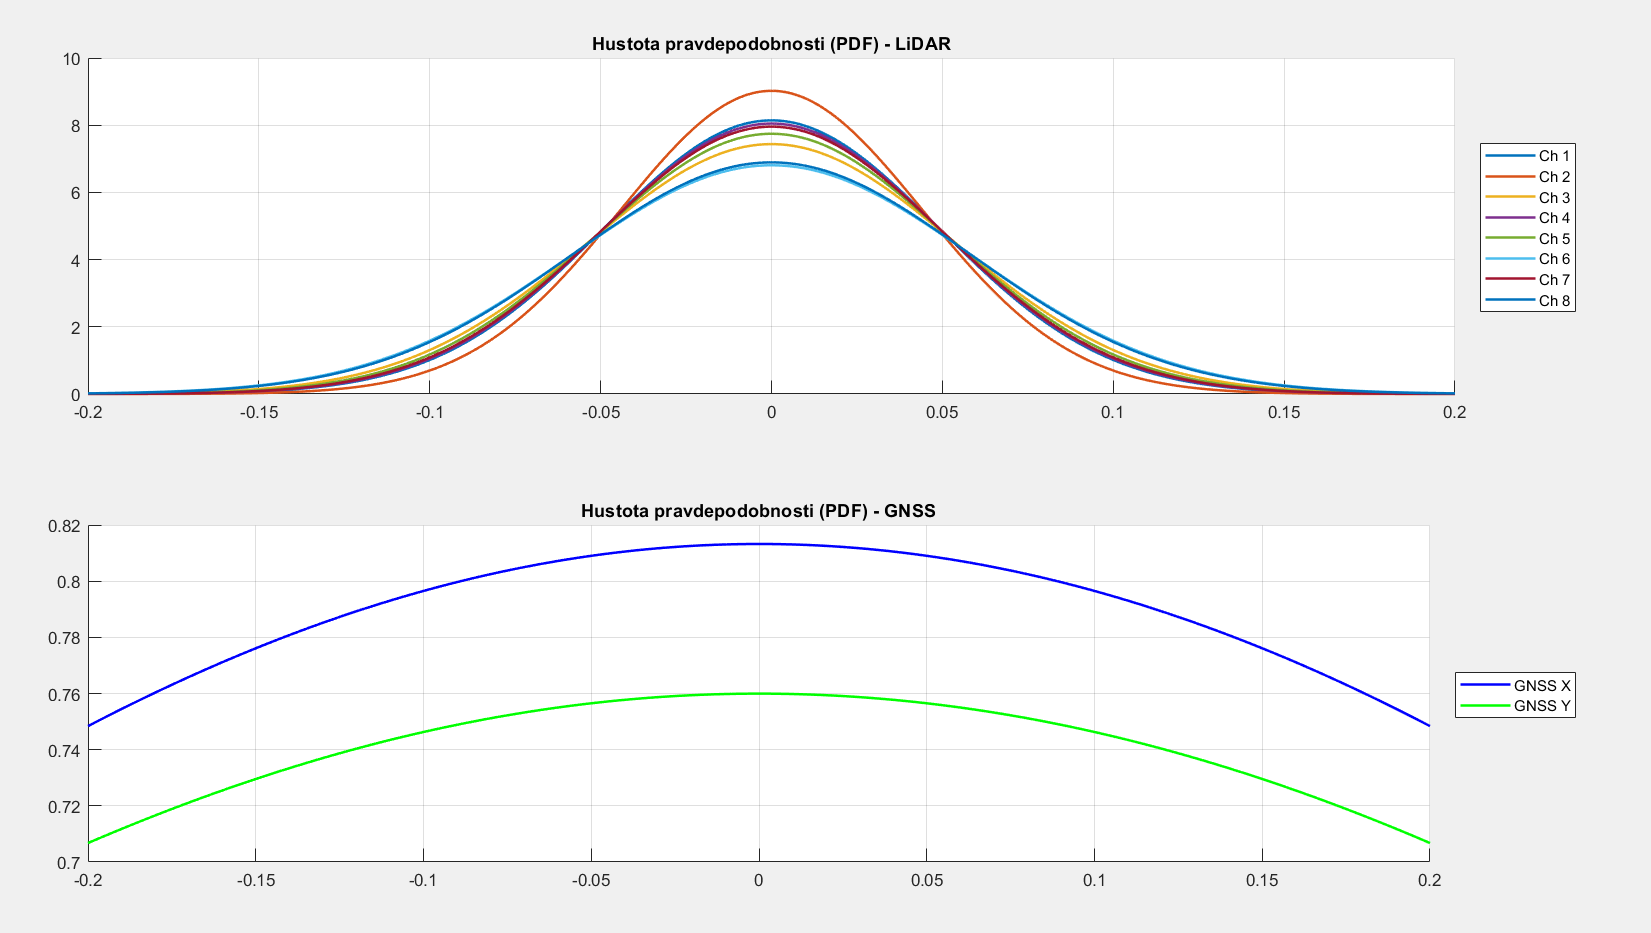 Hustota pravdepodobnosti (PDF) - LiDAR
10
8
6
4
2
0
-0.2 -0.15 -0.1 -0.05 0 0.05 0.1 0.15 0.2
Ch 1
Ch 2
Ch 3
Ch 4
Ch 5
Ch 6
Ch 7
Ch 8
Hustota pravdepodobnosti (PDF) - GNSS
0.82
0.8
0.78
0.76
0.74
0.72
0.7
-0.2 -0.15 -0.1 -0.05 0 0.05 0.1 0.15 0.2
GNSS X
GNSS Y